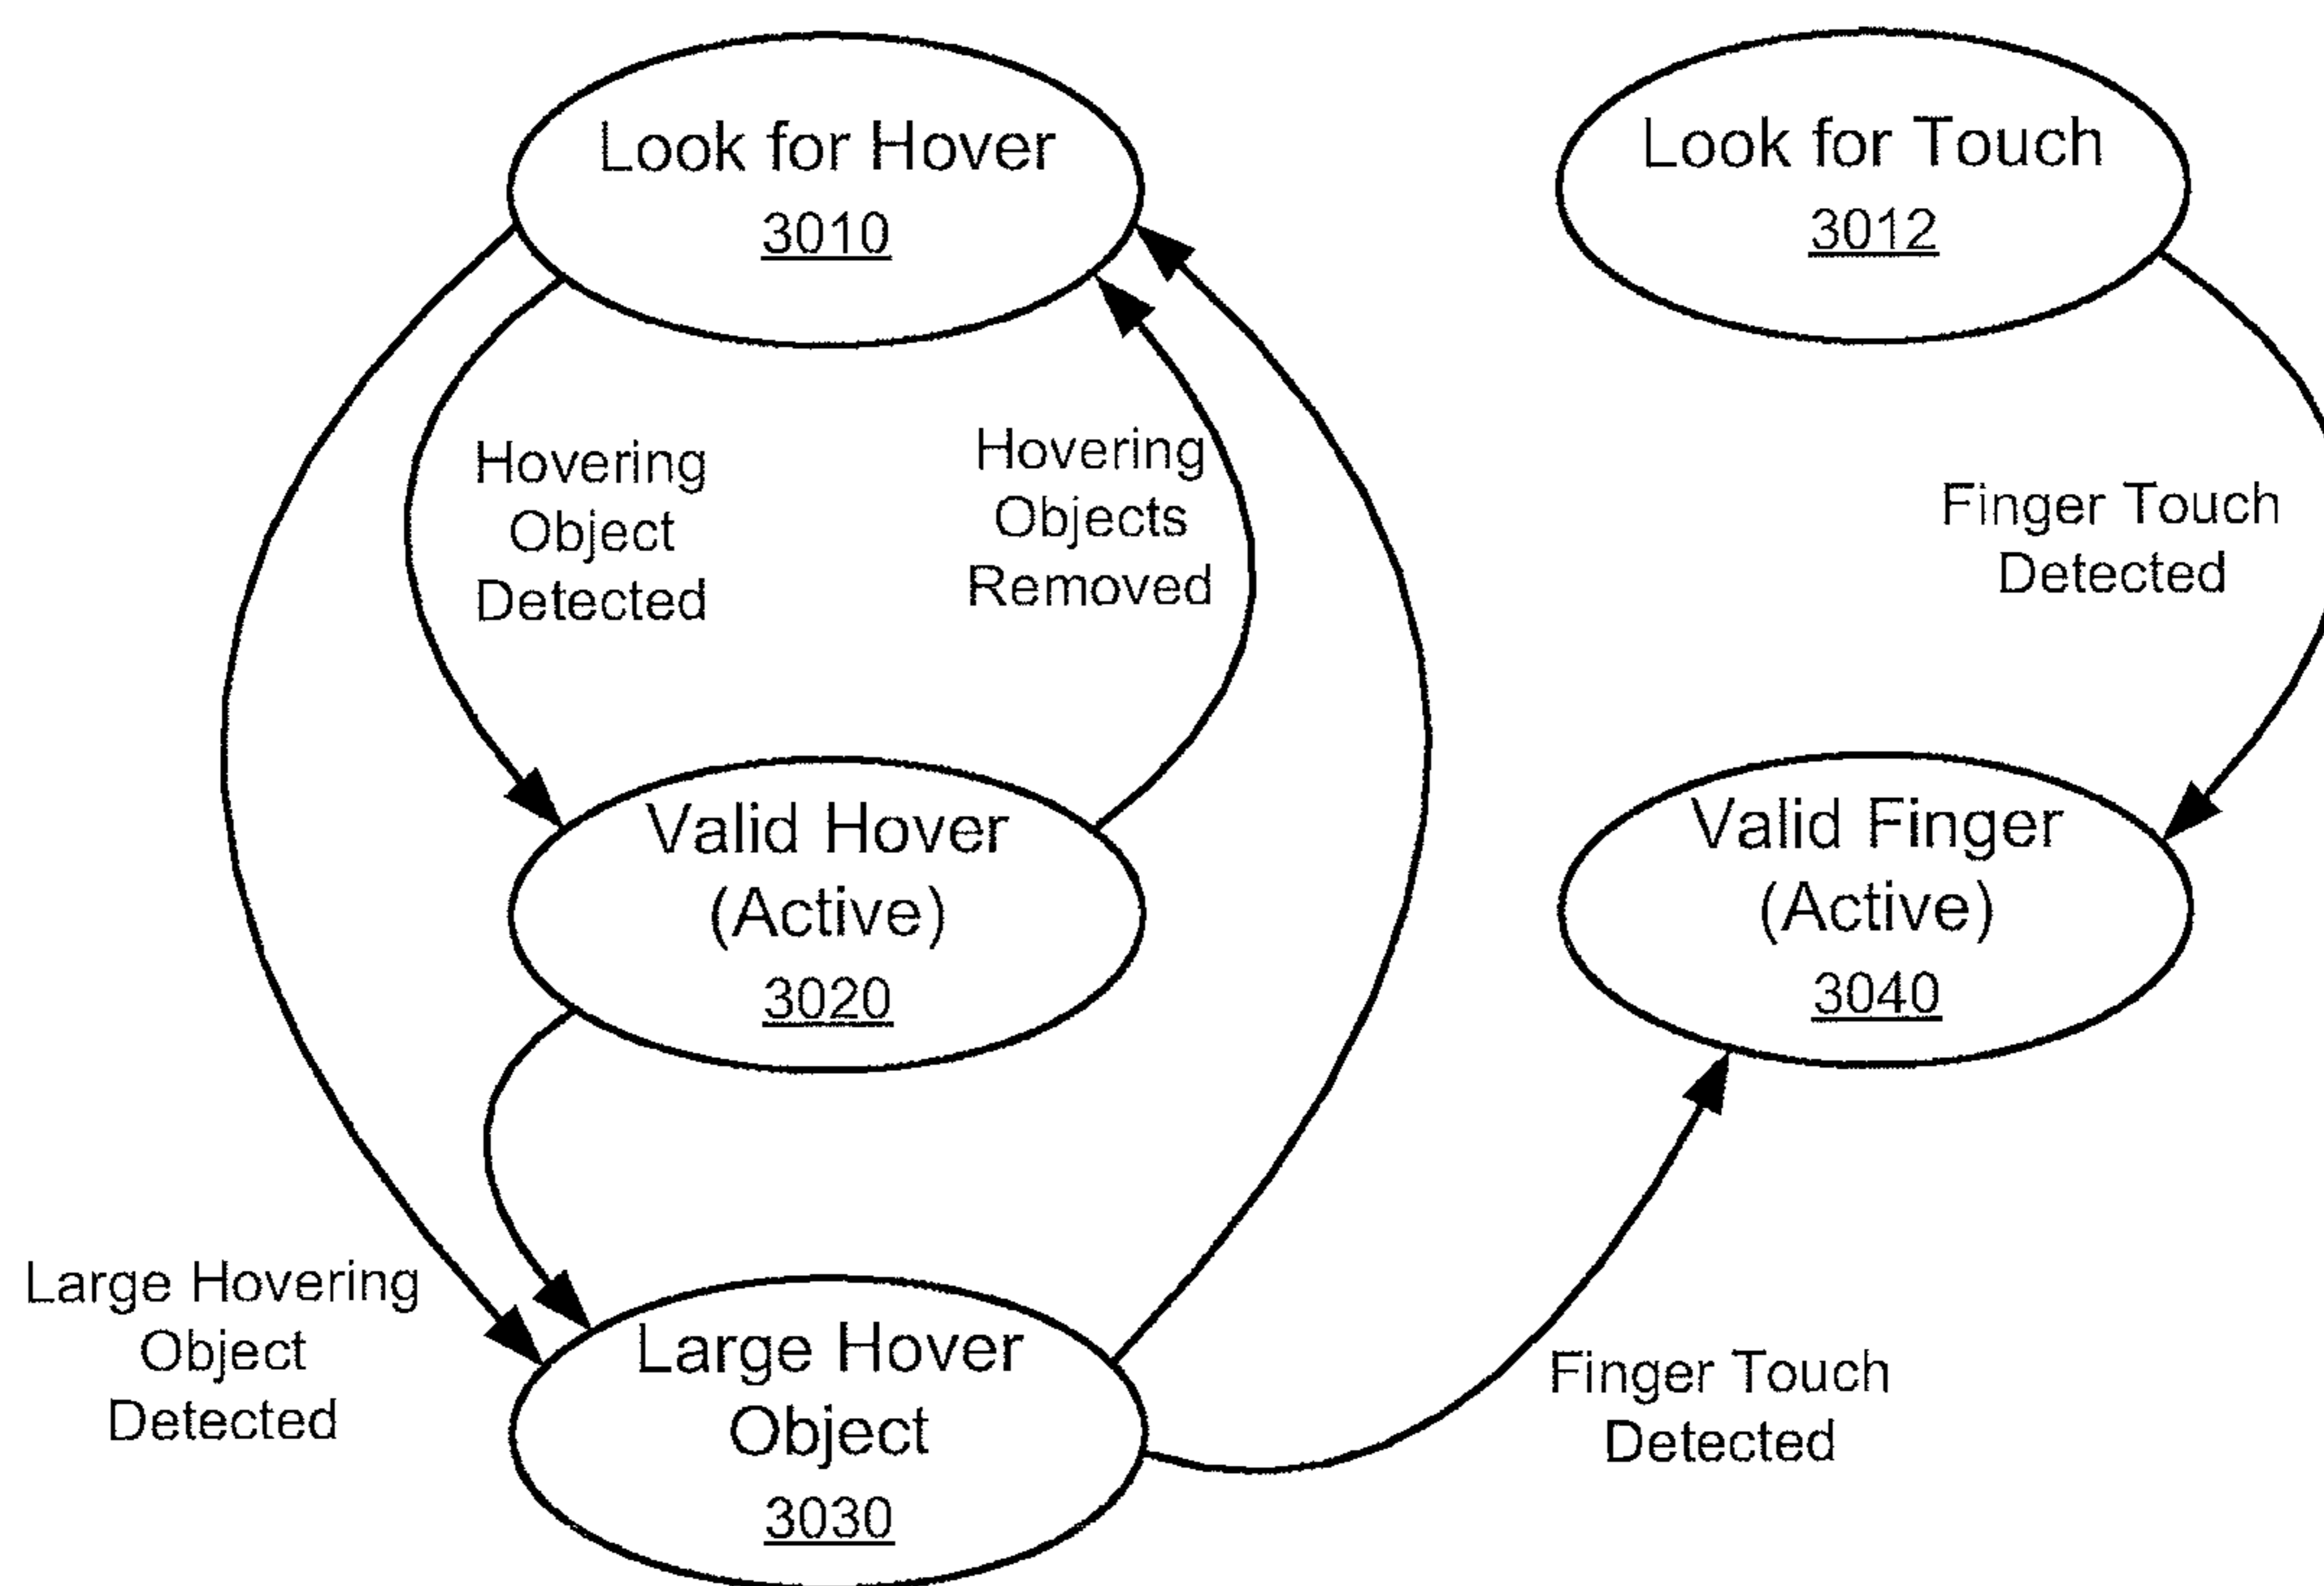 Look for Hover
3010
Look for Touch
3012
Hovering
Object
Detected
Hovering
Objects
Removed
Finger Touch
Detected
Valid Hover
(Active)
3020
Valid Finger
(Active)
3040
Large Hovering
Object
Detected
Large Hover
Object
3030
Finger Touch
Detected